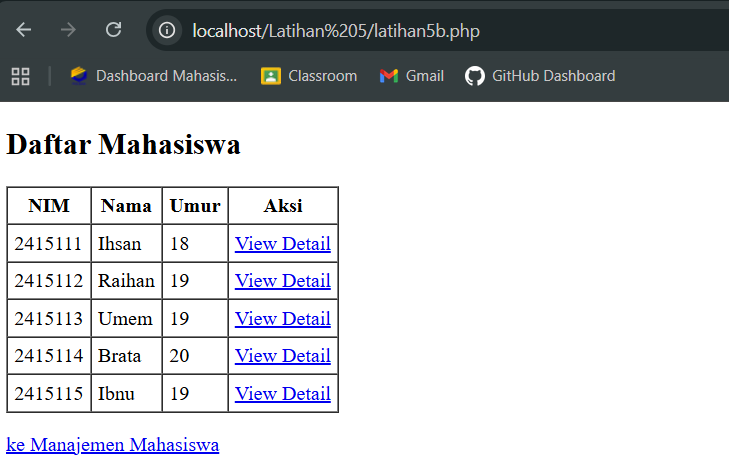 localhost/Latihan%205/latihan5b.php
Dashboard Mahasis... Classroom Gmail GitHub Dashboard
Daftar Mahasiswa
NIM Nama Umur Aksi
2415111 Ihsan 18 View Detail
2415112 Raihan 19 View Detail
2415113 Umem 19 View Detail
2415114 Brata 20 View Detail
2415115 Ibnu 19 View Detail
ke Manajemen Mahasiswa